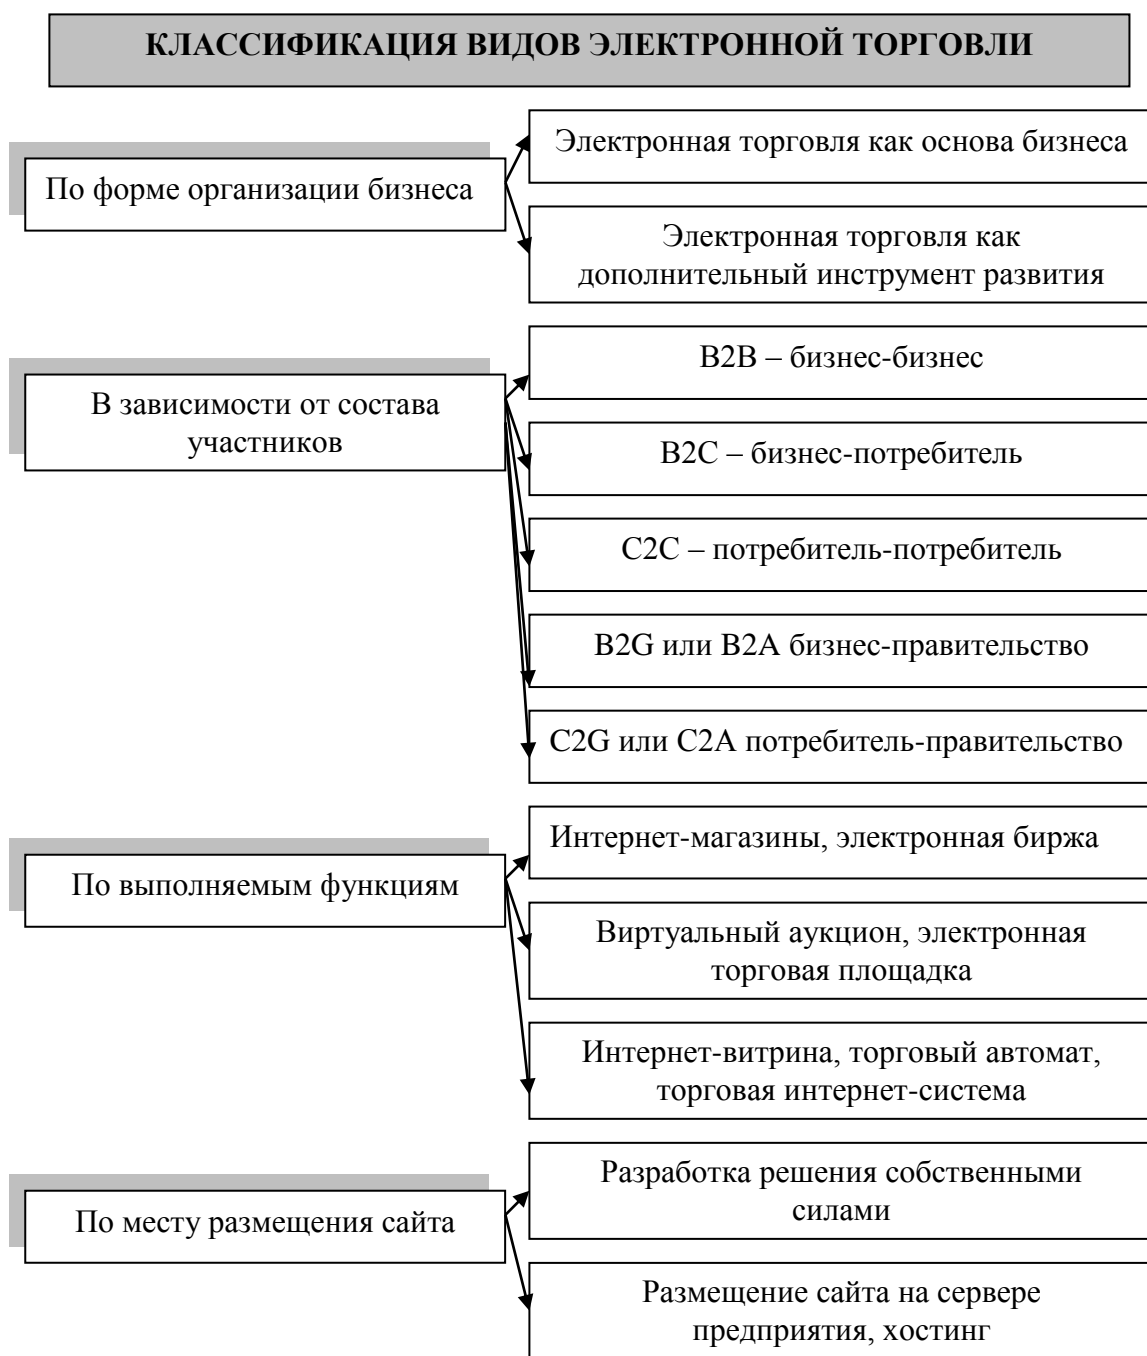 КЛАССИФИКАЦИЯ ВИДОВ ЭЛЕКТРОННОЙ ТОРГОВЛИ
По форме организации бизнеса
Электронная торговля как основа бизнеса
Электронная торговля как
дополнительный инструмент развития
В зависимости от состава
участников
B2B – бизнес-бизнес
B2C – бизнес-потребитель
C2C – потребитель-потребитель
B2G или B2A бизнес-правительство
C2G или C2A потребитель-правительство
По выполняемым функциям
Интернет-магазины, электронная биржа
Виртуальный аукцион, электронная
торговая площадка
Интернет-витрина, торговый автомат,
торговая интернет-система
По месту размещения сайта
Разработка решения собственными
силами
Размещение сайта на сервере
предприятия, хостинг